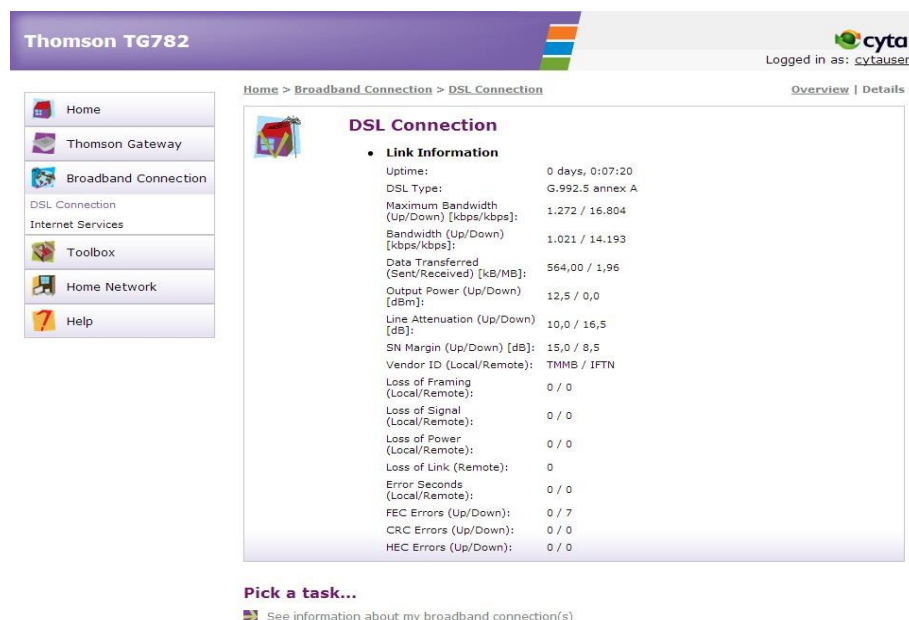 Thomson TG782
cyta
Logged in as: cytauser
Home > Broadband Connection > DSL Connection
Overview | Details
Home
Thomson Gateway
Broadband Connection
DSL Connection
Internet Services
Toolbox
Home Network
Help
DSL Connection
• Link Information
Uptime: 0 days, 0:07:20
DSL Type: G.992.5 annex A
Maximum Bandwidth
(Up/Down) [kbps/kbps]: 1.272 / 16.804
Bandwidth (Up/Down)
[kbps/kbps]: 1.021 / 14.193
Data Transferred
(Sent/Received) [kB/MB]: 564,00 / 1,96
Output Power (Up/Down)
[dBm]: 12,5 / 0,0
Line Attenuation (Up/Down)
[dB]: 10,0 / 16,5
SN Margin (Up/Down) [dB]: 15,0 / 8,5
Vendor ID (Local/Remote): TMMB / IFTN
Loss of Framing
(Local/Remote): 0 / 0
Loss of Signal
(Local/Remote): 0 / 0
Loss of Power
(Local/Remote): 0 / 0
Loss of Link (Remote): 0
Error Seconds
(Local/Remote): 0 / 0
FEC Errors (Up/Down): 0 / 7
CRC Errors (Up/Down): 0 / 0
HEC Errors (Up/Down): 0 / 0
Pick a task...
See information about my broadband connection(s)